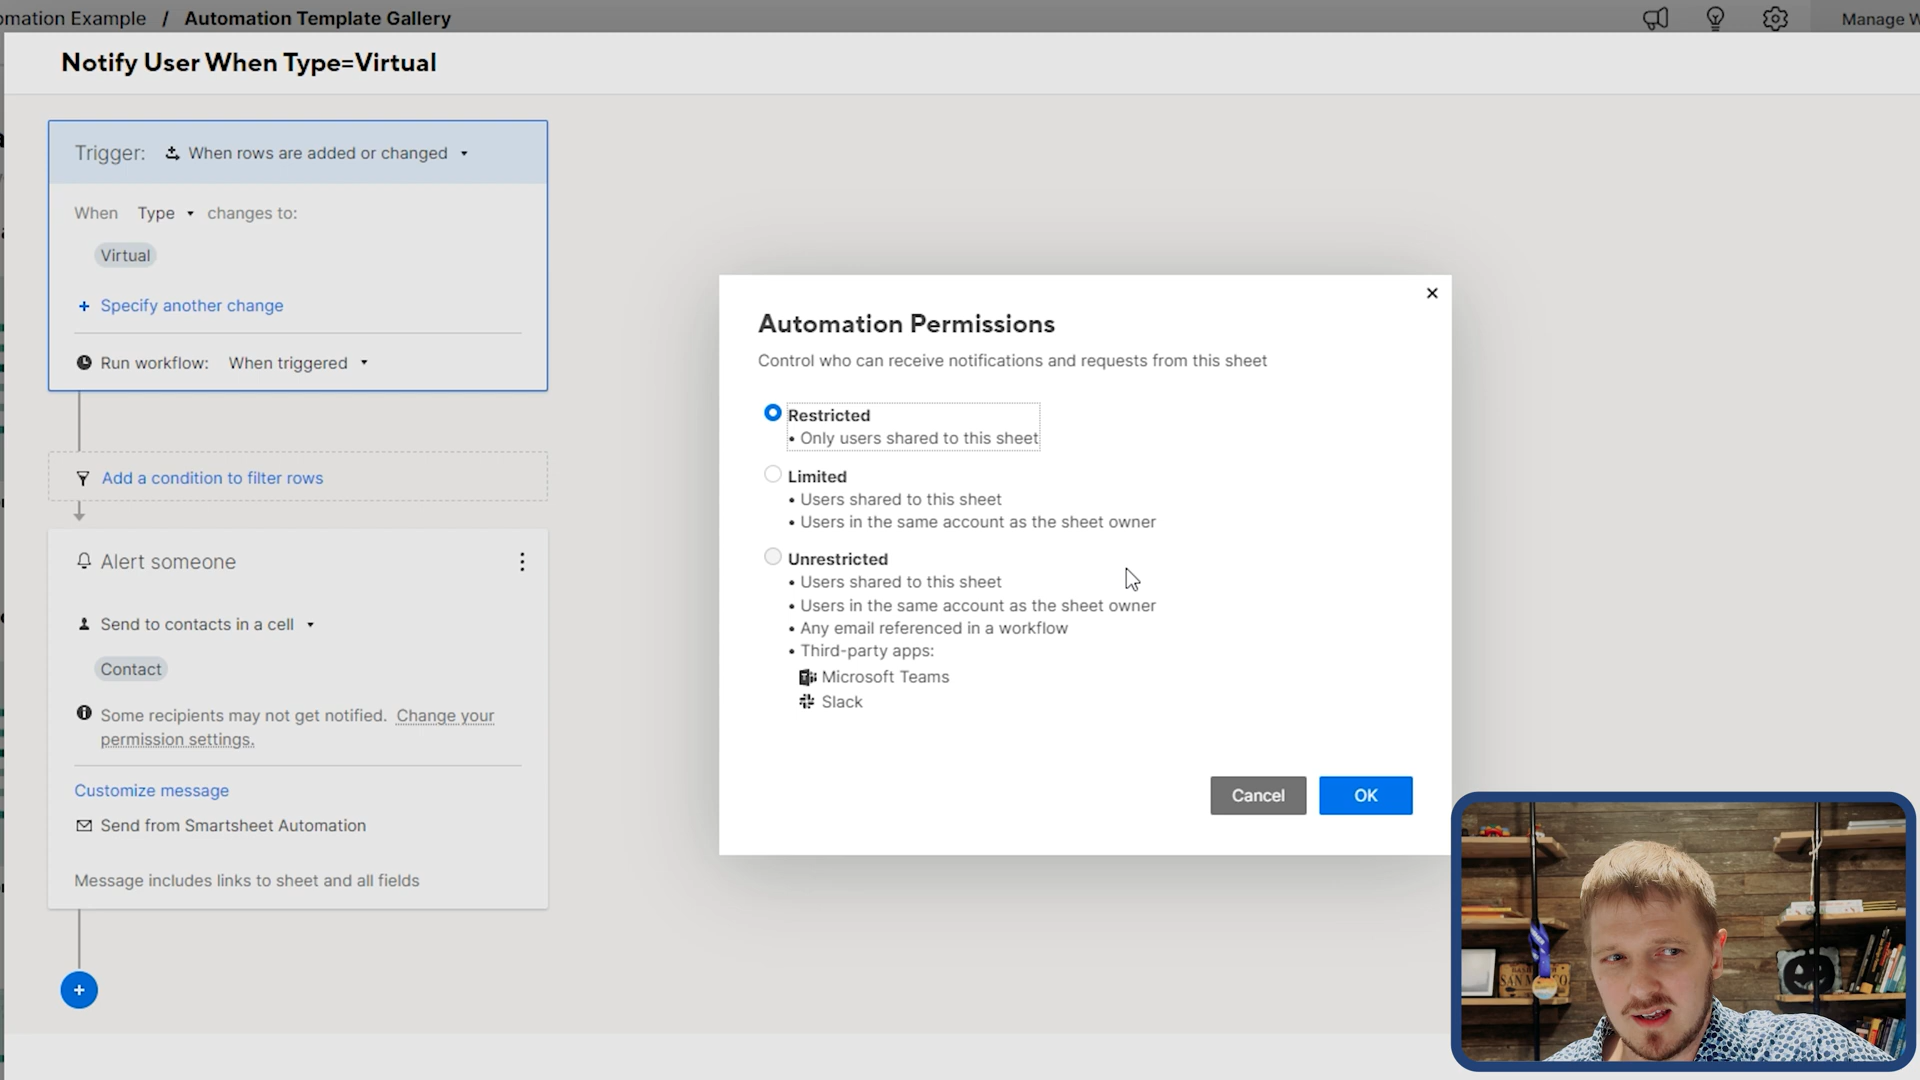 omation Example / Automation Template Gallery
Manage W
Notify User When Type=Virtual
Trigger: When rows are added or changed
When Type changes to:
Virtual
+ Specify another change
Run workflow: When triggered
Add a condition to filter rows
Alert someone
Send to contacts in a cell
Contact
Some recipients may not get notified. Change your
permission settings.
Customize message
Send from Smartsheet Automation
Message includes links to sheet and all fields
+
Automation Permissions
Control who can receive notifications and requests from this sheet
Restricted
• Only users shared to this sheet
Limited
• Users shared to this sheet
• Users in the same account as the sheet owner
Unrestricted
• Users shared to this sheet
• Users in the same account as the sheet owner
• Any email referenced in a workflow
• Third-party apps:
Microsoft Teams
Slack
Cancel
OK